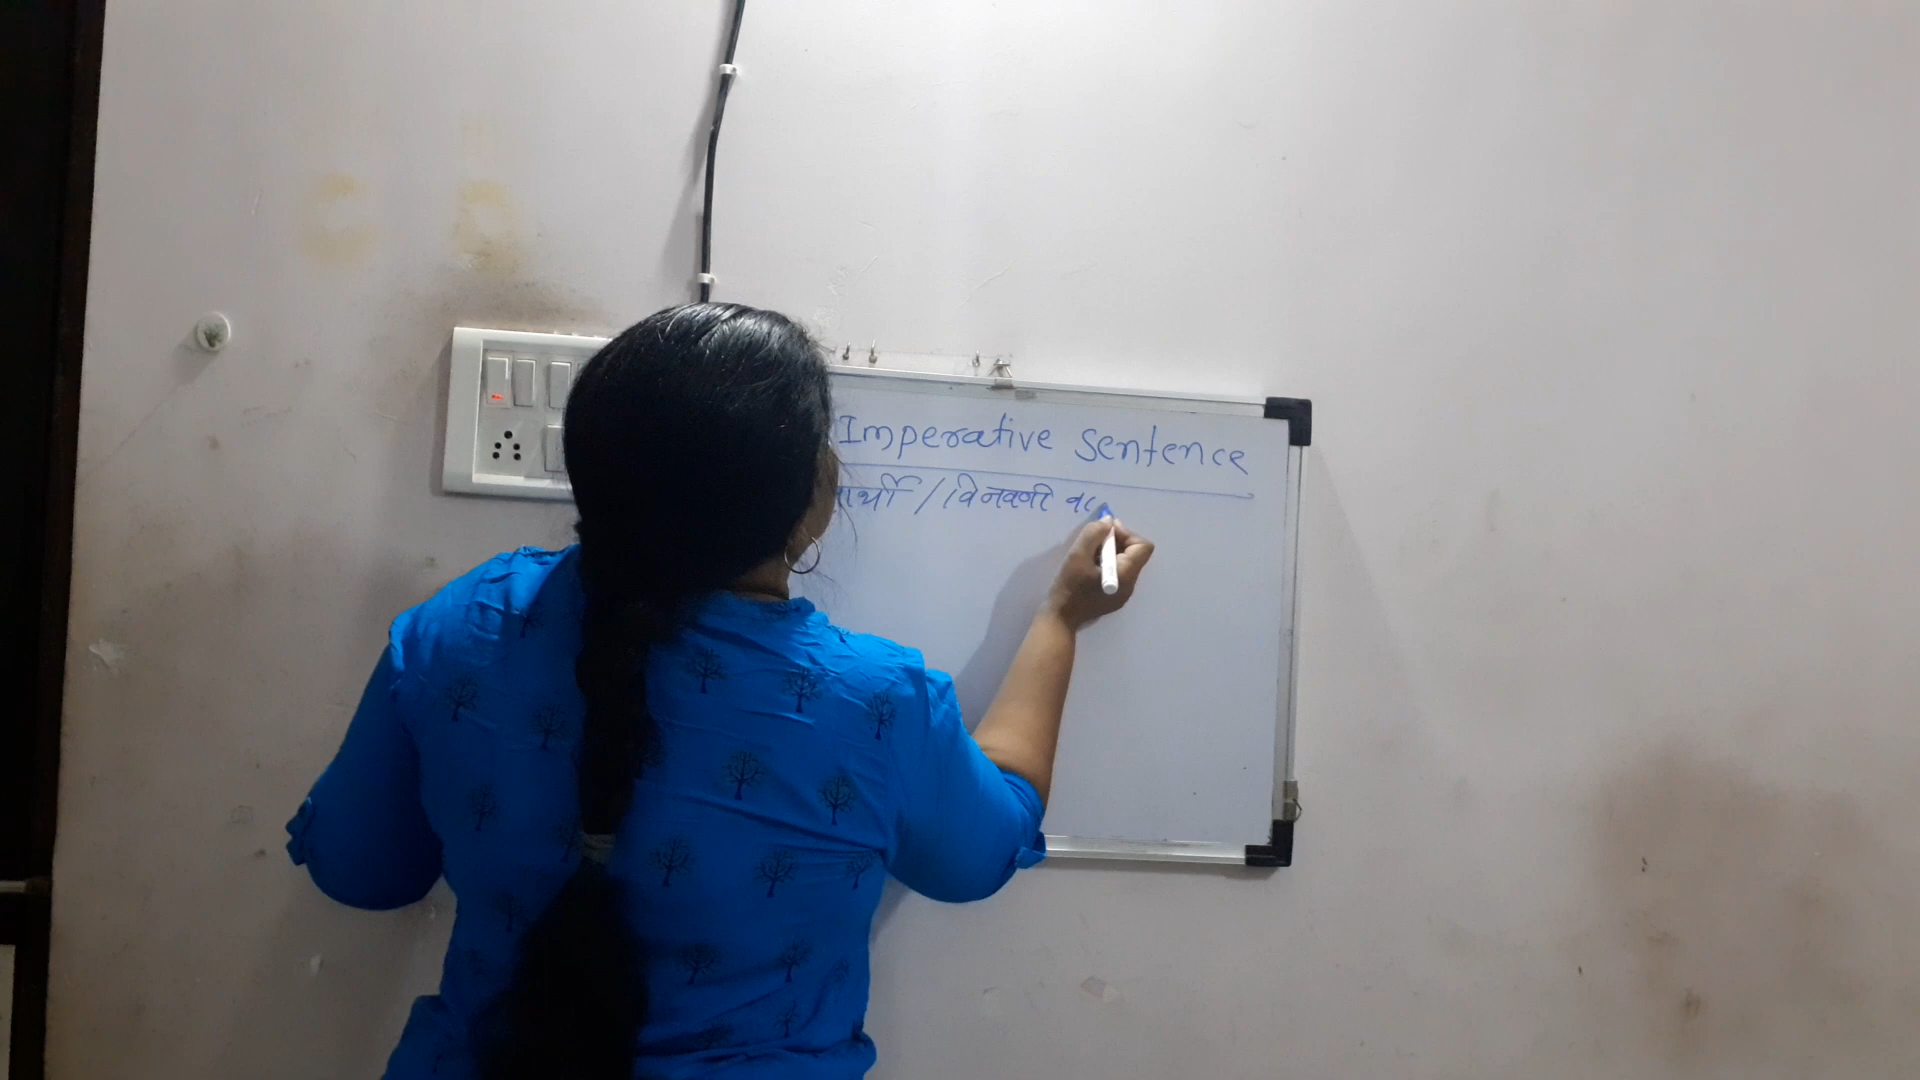 Imperative Sentence
ार्थी / विनवणी वा